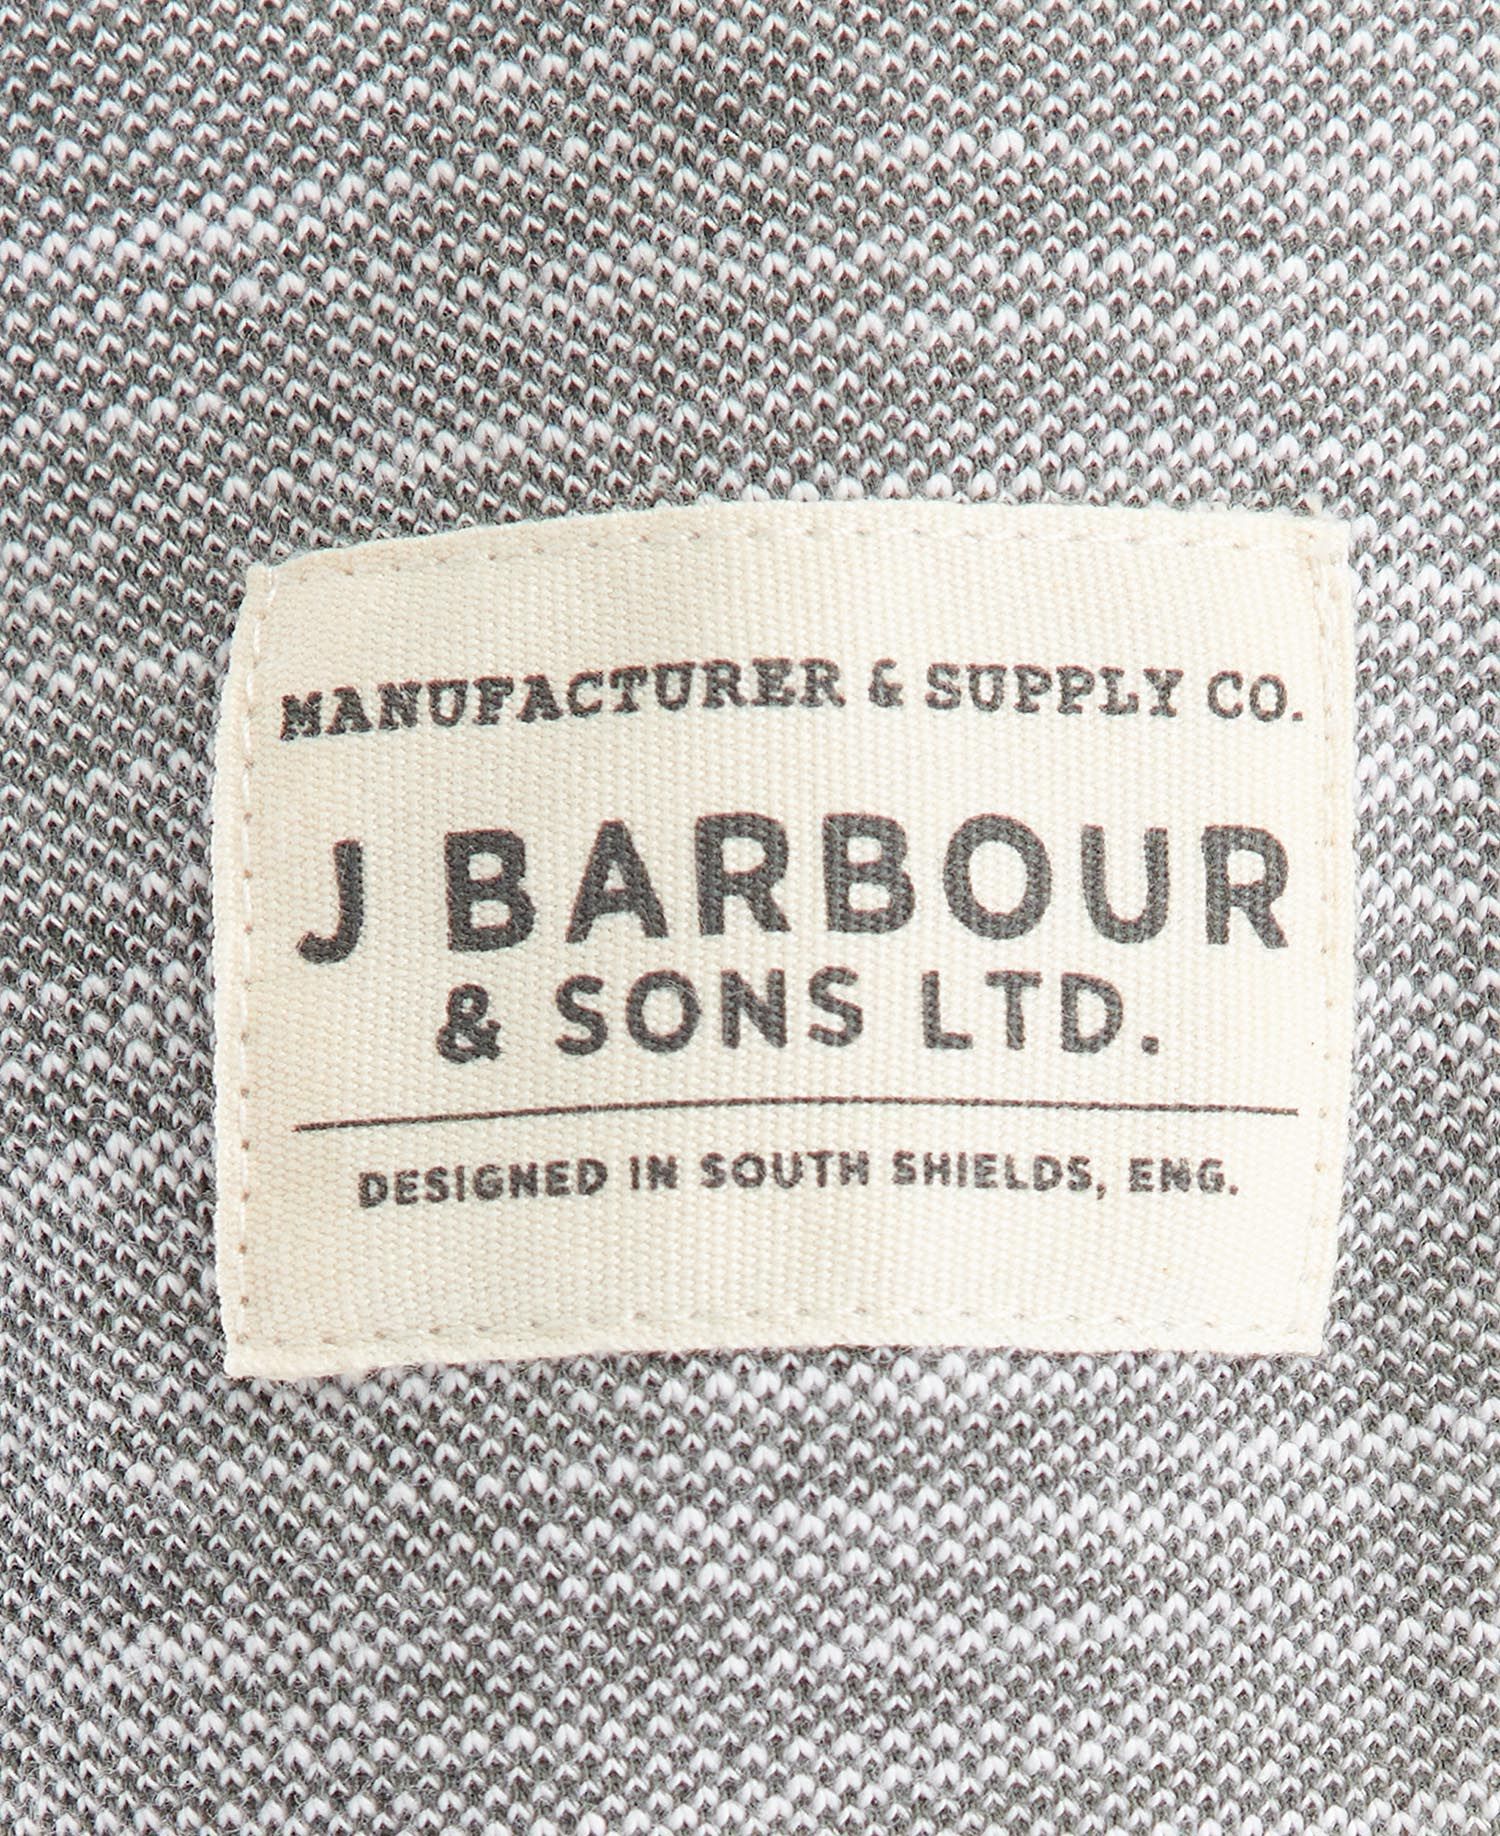 MANUFACTURER & SUPPLY CO.
J BARBOUR
& SONS LTD.
DESIGNED IN SOUTH SHIELDS, ENG.